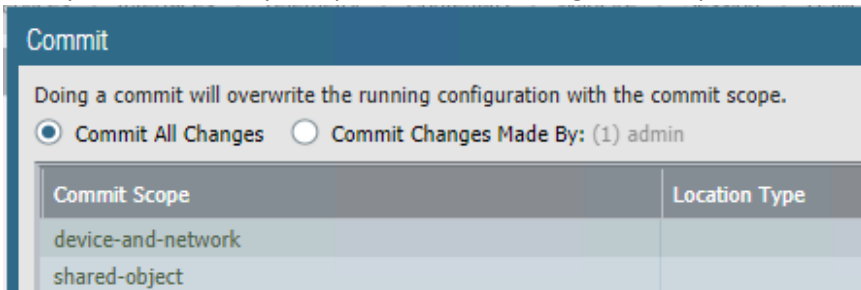 Commit
Doing a commit will overwrite the running configuration with the commit scope.
Commit All Changes Commit Changes Made By: (1) admin
Commit Scope Location Type
device-and-network
shared-object